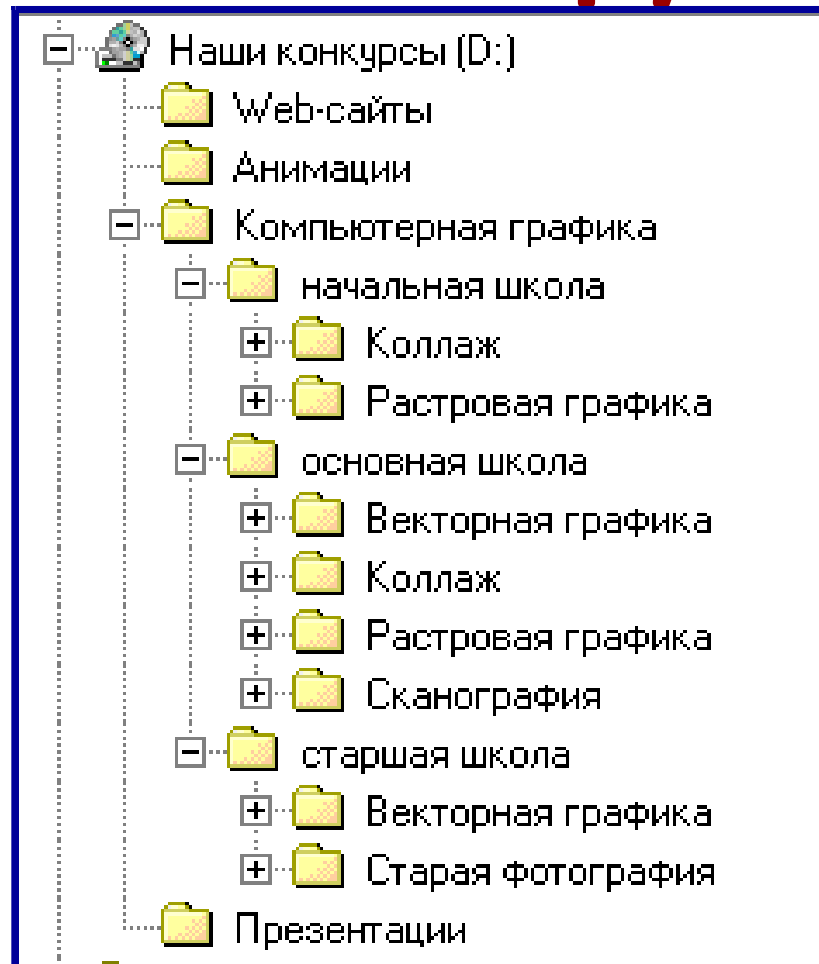 Наши конкурсы (D:)
Web-сайты
Анимации
Компьютерная графика
начальная школа
Коллаж
Растровая графика
основная школа
Векторная графика
Коллаж
Растровая графика
Сканография
старшая школа
Векторная графика
Старая фотография
Презентации